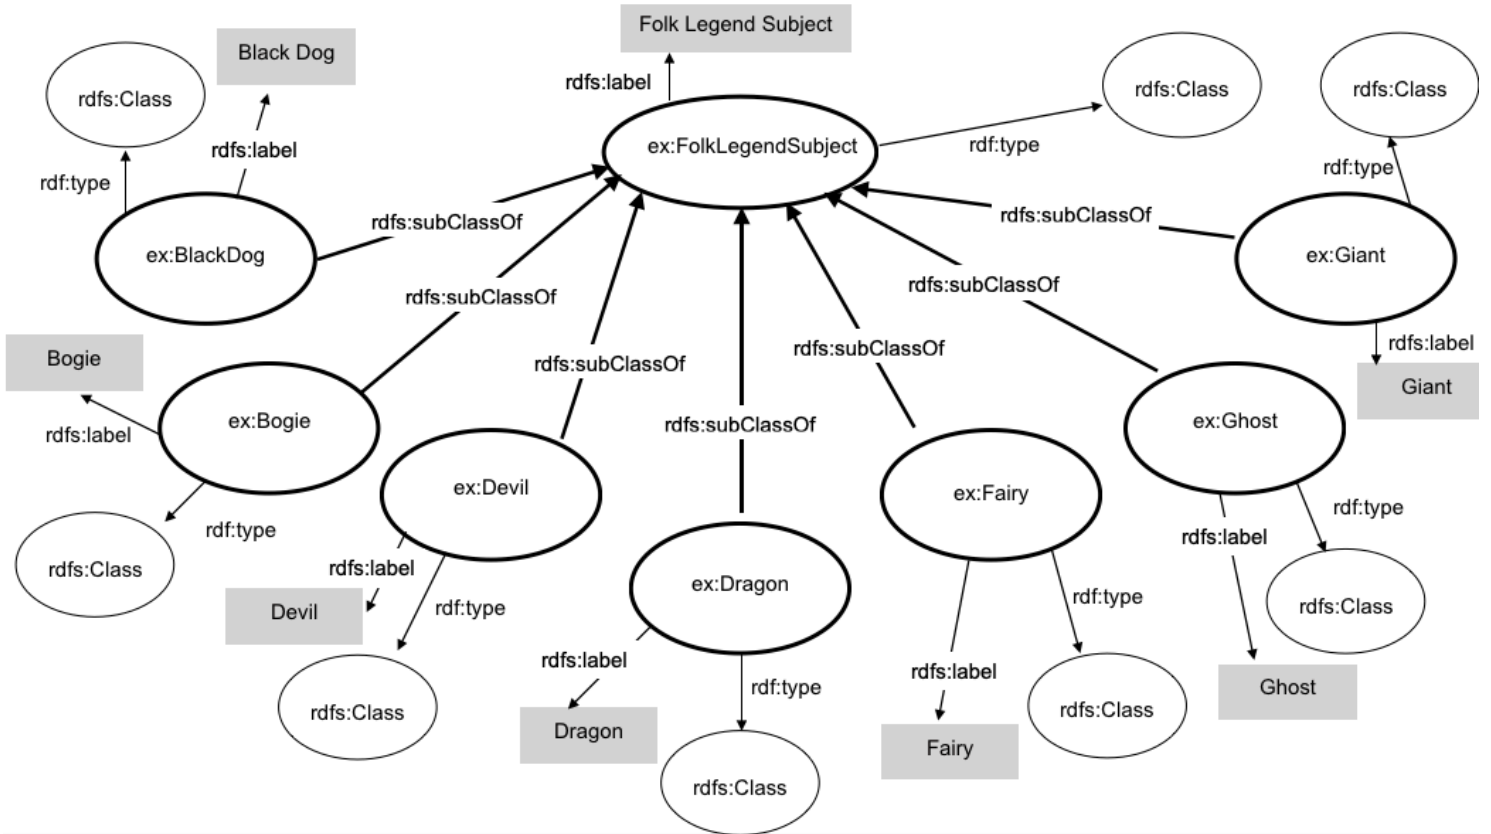 Folk Legend Subject
Black Dog
rdfs:Class
rdfs:label
rdfs:Class
rdfs:Class
rdfs:label
rdf:type
ex:FolkLegendSubject
rdf:type
rdf:type
rdfs:subClassOf
rdfs:subClassOf
ex:BlackDog
ex:Giant
rdfs:subClassOf
rdfs:subClassOf
rdfs:label
Bogie
rdfs:subClassOf
rdfs:subClassOf
Giant
rdfs:label
ex:Bogie
rdfs:subClassOf
ex:Ghost
ex:Devil
ex:Fairy
rdf:type
rdf:type
rdfs:label
rdfs:Class
rdfs:label
ex:Dragon
rdf:type
rdfs:Class
Devil
rdf:type
rdfs:label
rdfs:label
rdf:type
Ghost
rdfs:Class
rdfs:Class
Dragon
Fairy
rdfs:Class